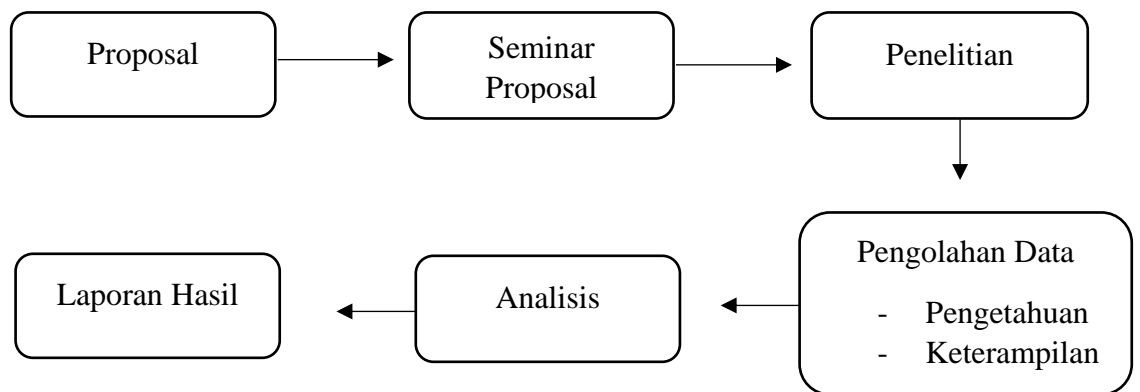 Proposal
Seminar
Proposal
Penelitian
Pengolahan Data
- Pengetahuan
- Keterampilan
Analisis
Laporan Hasil